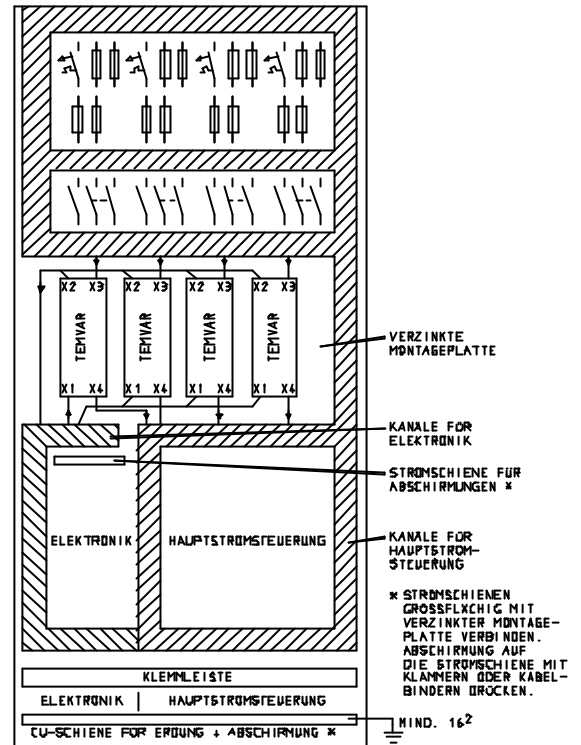 X2 X3 X2 X3 X2 X3 X2 X3
TEMVAR TEMVAR TEMVAR TEMVAR
X1 X4 X1 X4 X1 X4 X1 X4
VERZINKTE
MONTAGEPLATTE
KANÄLE FÜR
ELEKTRONIK
STROMSCHIENE FÜR
ABSCHIRMUNGEN *
ELEKTRONIK
HAUPTSTROMSTEUERUNG
KANÄLE FÜR
HAUPTSTROM-
STEUERUNG
* STROMSCHIENEN
GROSSFLÄCHIG MIT
VERZINKTER MONTAGE-
PLATTE VERBINDEN.
ABSCHIRMUNG AUF
DIE STROMSCHIENE MIT
KLAMMERN ODER KABEL-
BINDERN DRÜCKEN.
KLEMMLEISTE
ELEKTRONIK HAUPTSTROMSTEUERUNG
CU-SCHIENE FÜR ERDUNG + ABSCHIRMUNG *
MIND. 16²